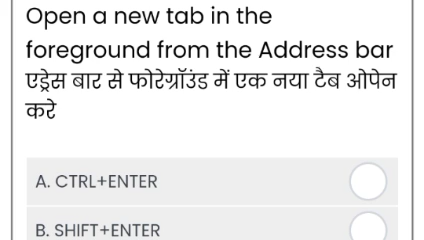 Open a new tab in the
foreground from the Address bar
एड्रेस बार से फोरेग्रॉउंड में एक नया टैब ओपेन
करे
A. CTRL+ENTER
B. SHIFT+ENTER